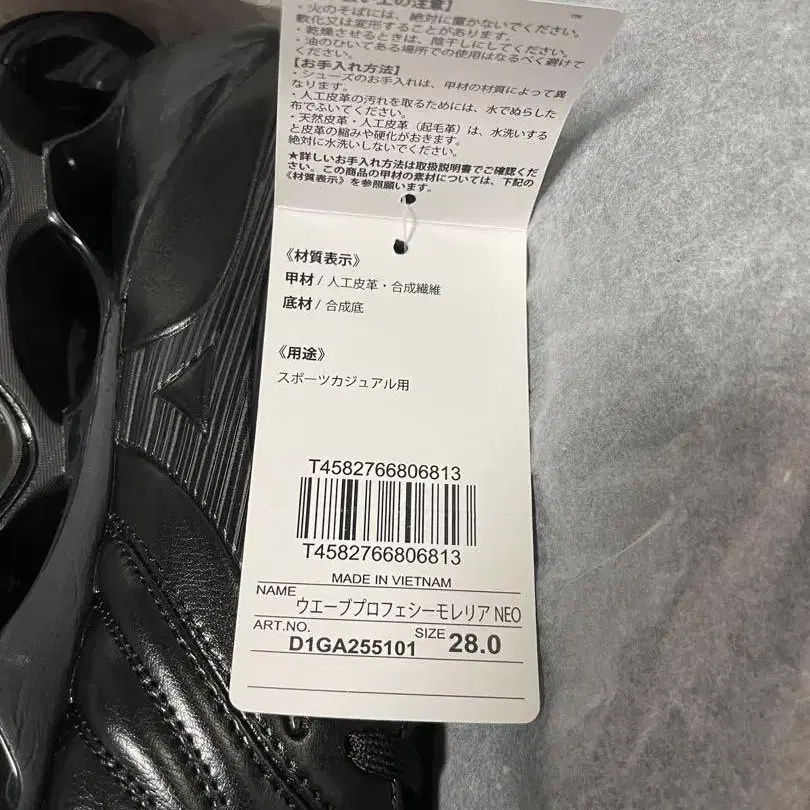 い上の注意】
・火のそばには、絶対に置かないでください。
軟化又は変形することがあります。
・乾燥させるときは、陰干しにしてください。
・油のひいてある場所での使用はなるべく避けて
ください。
【お手入れ方法】
・シューズのお手入れは、甲材の材質によって異
なります。
・人工皮革の汚れを取るためには、水でぬらした
布でふいてください。
・天然皮革・人工皮革（起毛革）は、水洗いする
と皮革の縮みや硬化がおきます。
絶対に水洗いしないでください。
★詳しいお手入れ方法は取扱説明書でご確認くだ
さい。この商品の甲材の素材については、下記の
《材質表示》を参照願います。
《材質表示》
甲材 / 人工皮革・合成繊維
底材 / 合成底
《用途》
スポーツカジュアル用
T4582766806813
T4582766806813
MADE IN VIETNAM
NAME ウエーブプロフェシーモレリア NEO
ART.NO. D1GA255101 SIZE 28.0